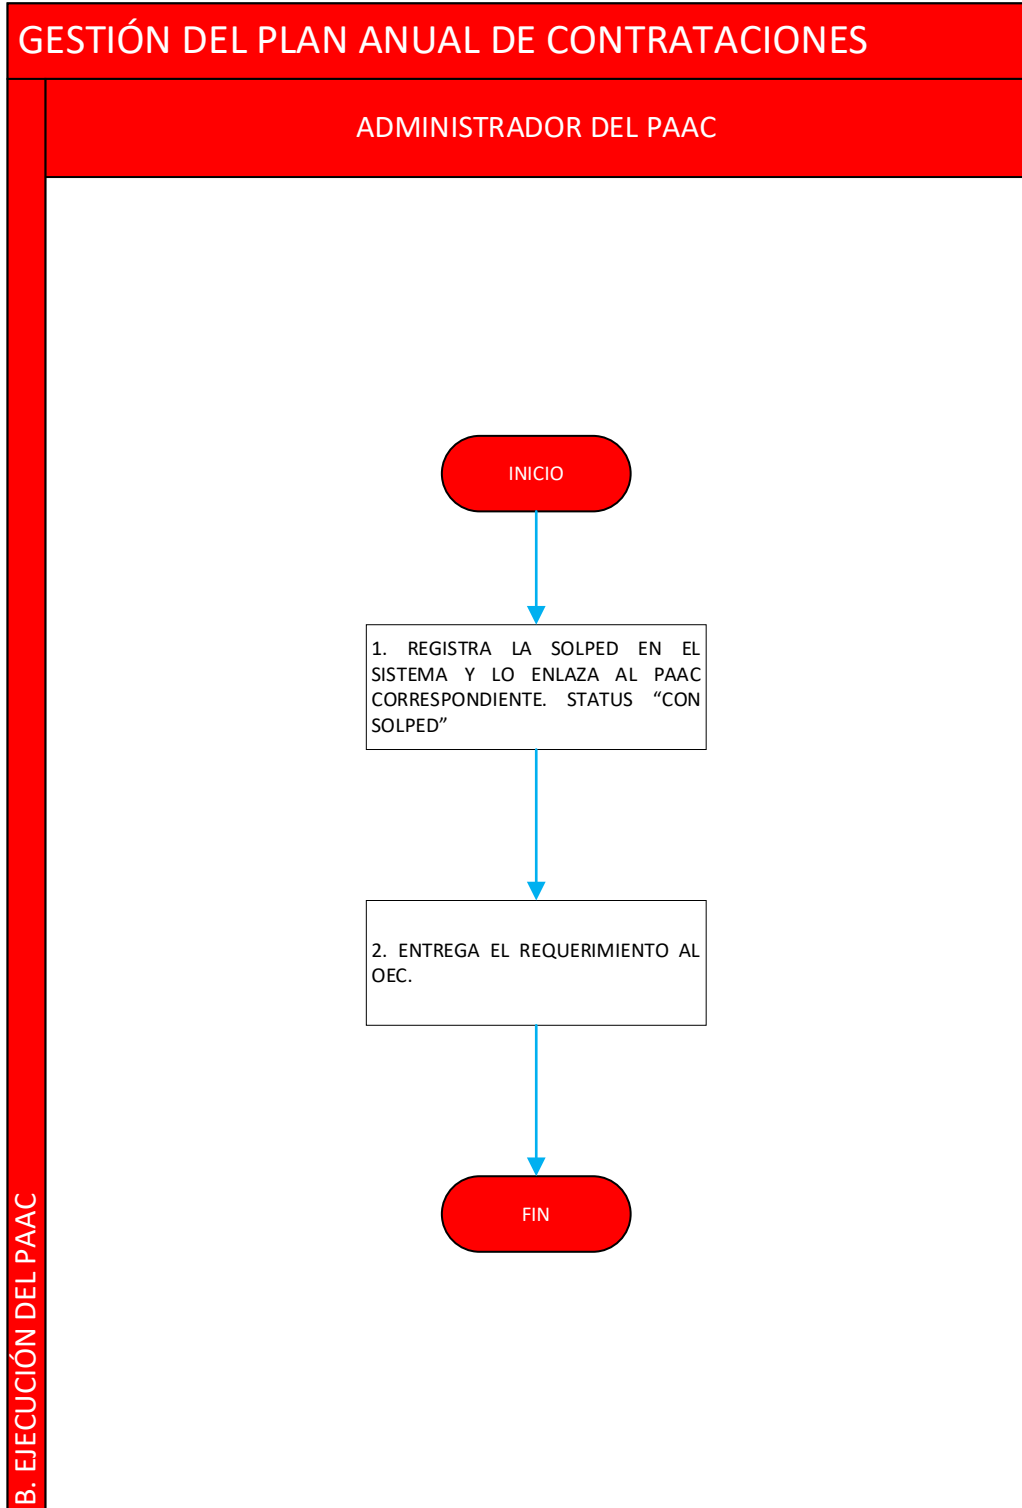 GESTIÓN DEL PLAN ANUAL DE CONTRATACIONES
ADMINISTRADOR DEL PAAC
B. EJECUCIÓN DEL PAAC
INICIO
1. REGISTRA LA SOLPED EN EL
SISTEMA Y LO ENLAZA AL PAAC
CORRESPONDIENTE. STATUS “CON
SOLPED”
2. ENTREGA EL REQUERIMIENTO AL
OEC.
FIN